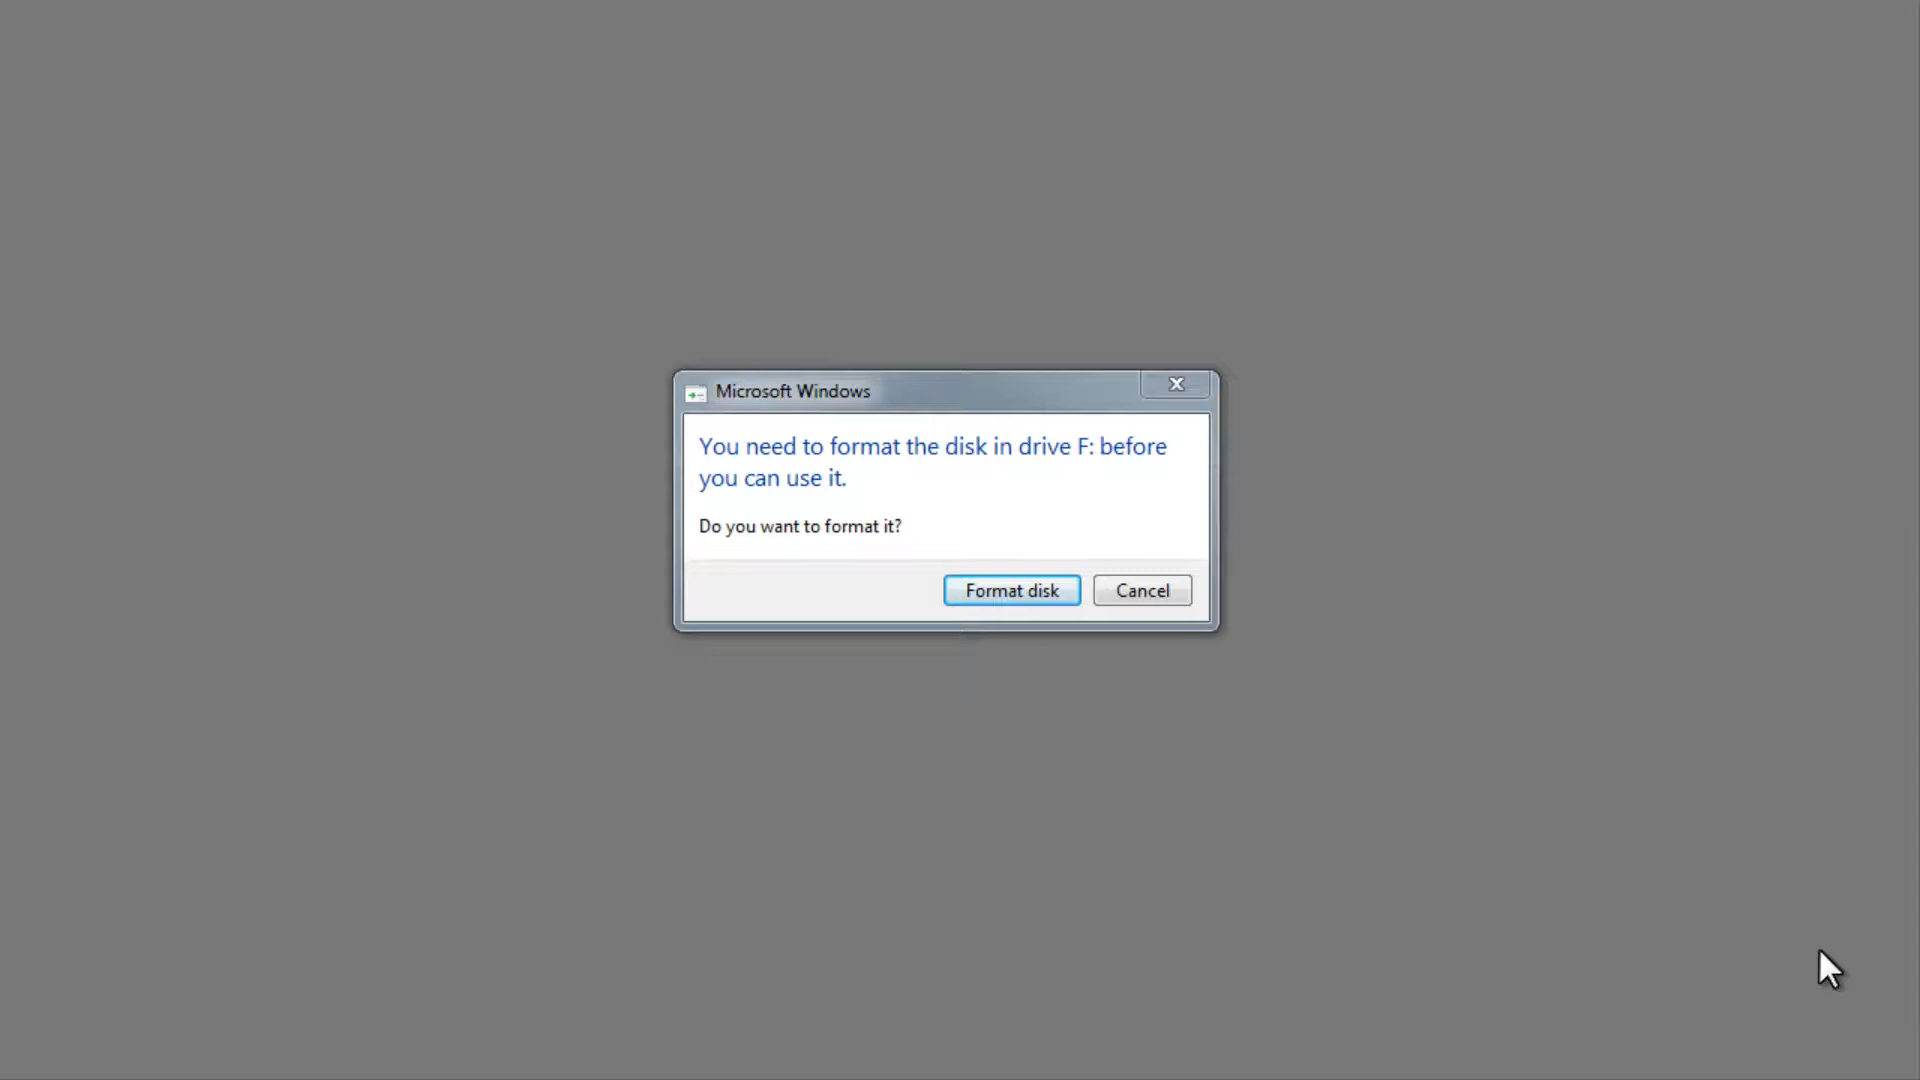 Microsoft Windows
You need to format the disk in drive F: before
you can use it.
Do you want to format it?
Format disk Cancel